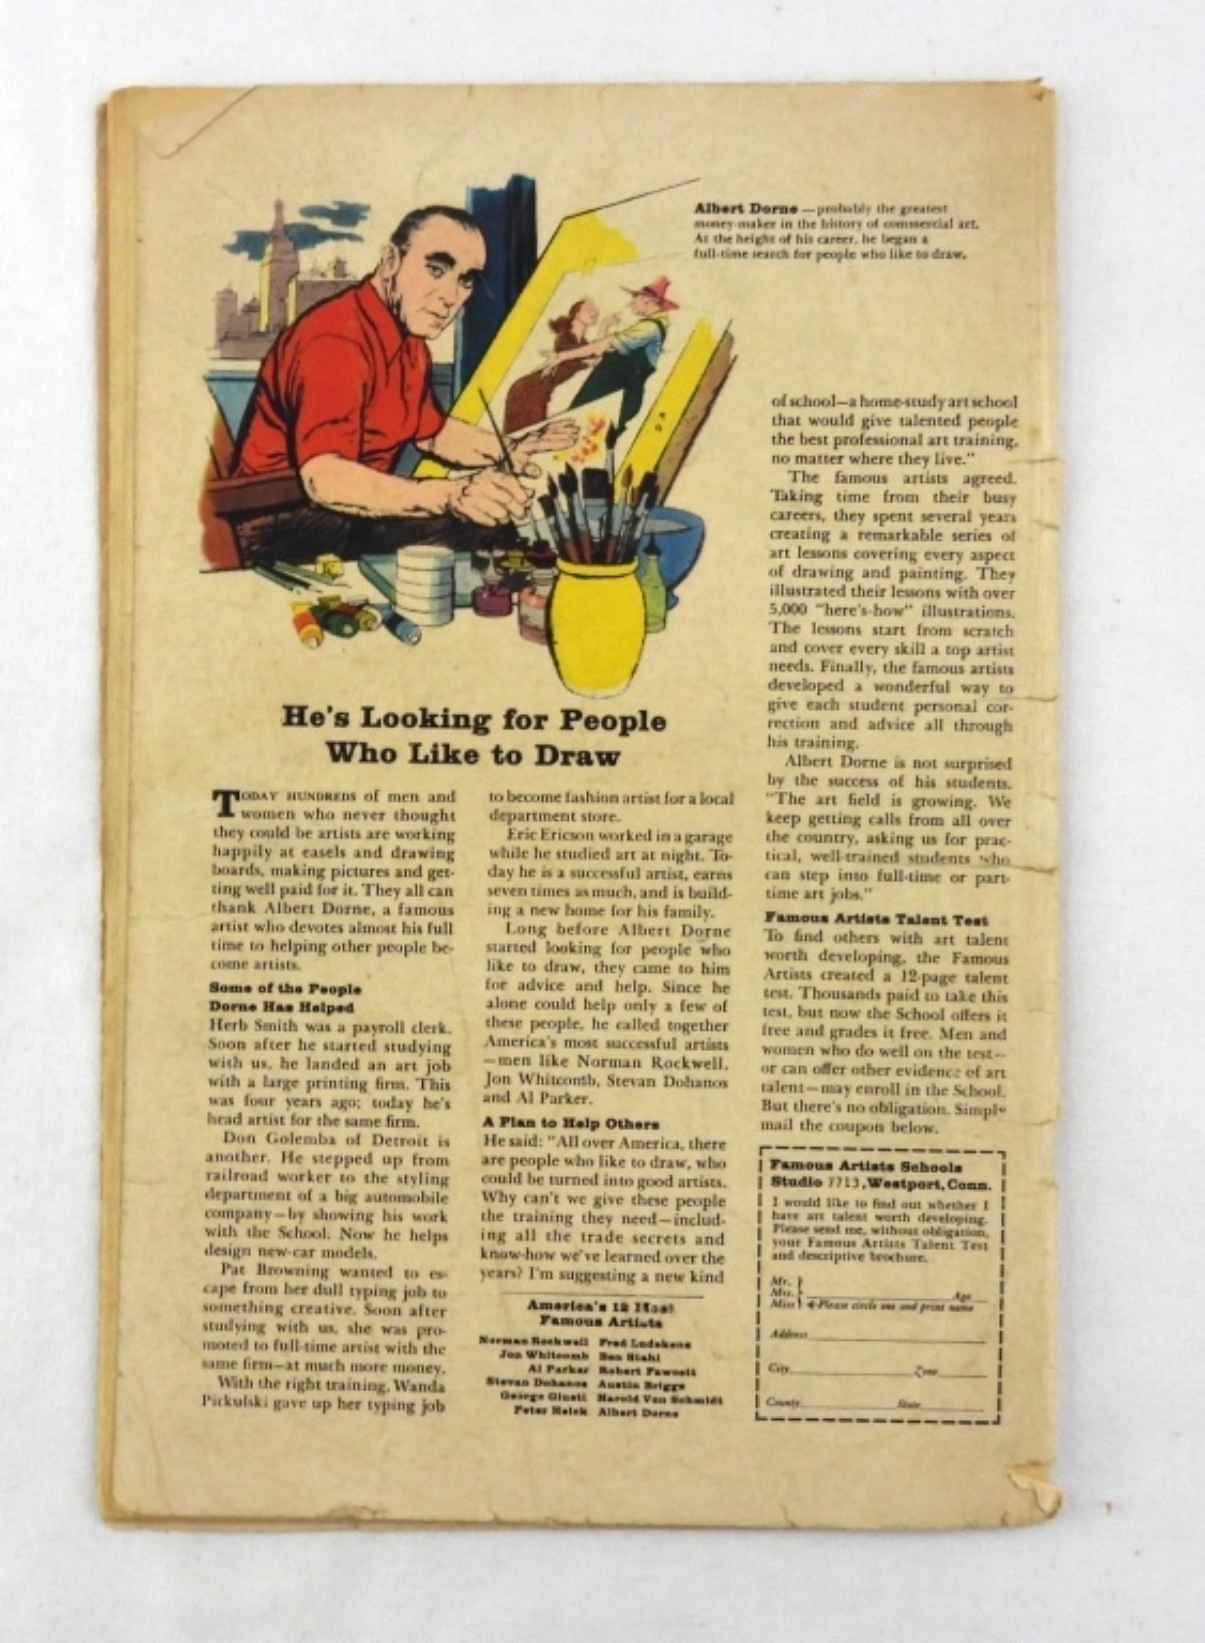 Albert Dorne—probably the greatest
money-maker in the history of commercial art.
At the height of his career, he began a
full-time search for people who like to draw.
He's Looking for People
Who Like to Draw
TODAY HUNDREDS of men and
women who never thought
they could be artists are working
happily at easels and drawing
boards, making pictures and get-
ting well paid for it. They all can
thank Albert Dorne, a famous
artist who devotes almost his full
time to helping other people be-
come artists.
Some of the People
Dorne Has Helped
Herb Smith was a payroll clerk.
Soon after he started studying
with us, he landed an art job
with a large printing firm. This
was four years ago; today he's
head artist for the same firm.
Don Golemba of Detroit is
another. He stepped up from
railroad worker to the styling
department of a big automobile
company—by showing his work
with the School. Now he helps
design new-car models.
Pat Browning wanted to es-
cape from her dull typing job to
something creative. Soon after
studying with us, she was pro-
moted to full-time artist with the
same firm—at much more money.
With the right training, Wanda
Pickulski gave up her typing job
to become fashion artist for a local
department store.
Eric Ericson worked in a garage
while he studied art at night. To-
day he is a successful artist, earns
seven times as much, and is build-
ing a new home for his family.
Long before Albert Dorne
started looking for people who
like to draw, they came to him
for advice and help. Since he
alone could help only a few of
these people, he called together
America's most successful artists
—men like Norman Rockwell,
Jon Whitcomb, Stevan Dohanos
and Al Parker.
A Plan to Help Others
He said: "All over America, there
are people who like to draw, who
could be turned into good artists.
Why can't we give these people
the training they need—includ-
ing all the trade secrets and
know-how we've learned over the
years? I'm suggesting a new kind
America's 12 Most
Famous Artists
Norman Rockwell Fred Ludekens
Jon Whitcomb Ben Stahl
Al Parker Robert Fawcett
Stevan Dohanos Austin Briggs
George Giusti Harold Von Schmidt
Peter Helck Albert Dorne
of school—a home-study art school
that would give talented people
the best professional art training,
no matter where they live."
The famous artists agreed.
Taking time from their busy
careers, they spent several years
creating a remarkable series of
art lessons covering every aspect
of drawing and painting. They
illustrated their lessons with over
5,000 "here's-how" illustrations.
The lessons start from scratch
and cover every skill a top artist
needs. Finally, the famous artists
developed a wonderful way to
give each student personal cor-
rection and advice all through
his training.
Albert Dorne is not surprised
by the success of his students.
"The art field is growing. We
keep getting calls from all over
the country, asking us for prac-
tical, well-trained students who
can step into full-time or part-
time art jobs."
Famous Artists Talent Test
To find others with art talent
worth developing, the Famous
Artists created a 12-page talent
test. Thousands paid to take this
test, but now the School offers it
free and grades it free. Men and
women who do well on the test—
or can offer other evidence of art
talent—may enroll in the School.
But there's no obligation. Simply
mail the coupon below.
Famous Artists Schools
Studio 7713, Westport, Conn.
I would like to find out whether I
have art talent worth developing.
Please send me, without obligation,
your Famous Artists Talent Test
and descriptive brochure.
Mr.
Mrs. Age
Miss Please circle one and print name
Address
City Zone
County State